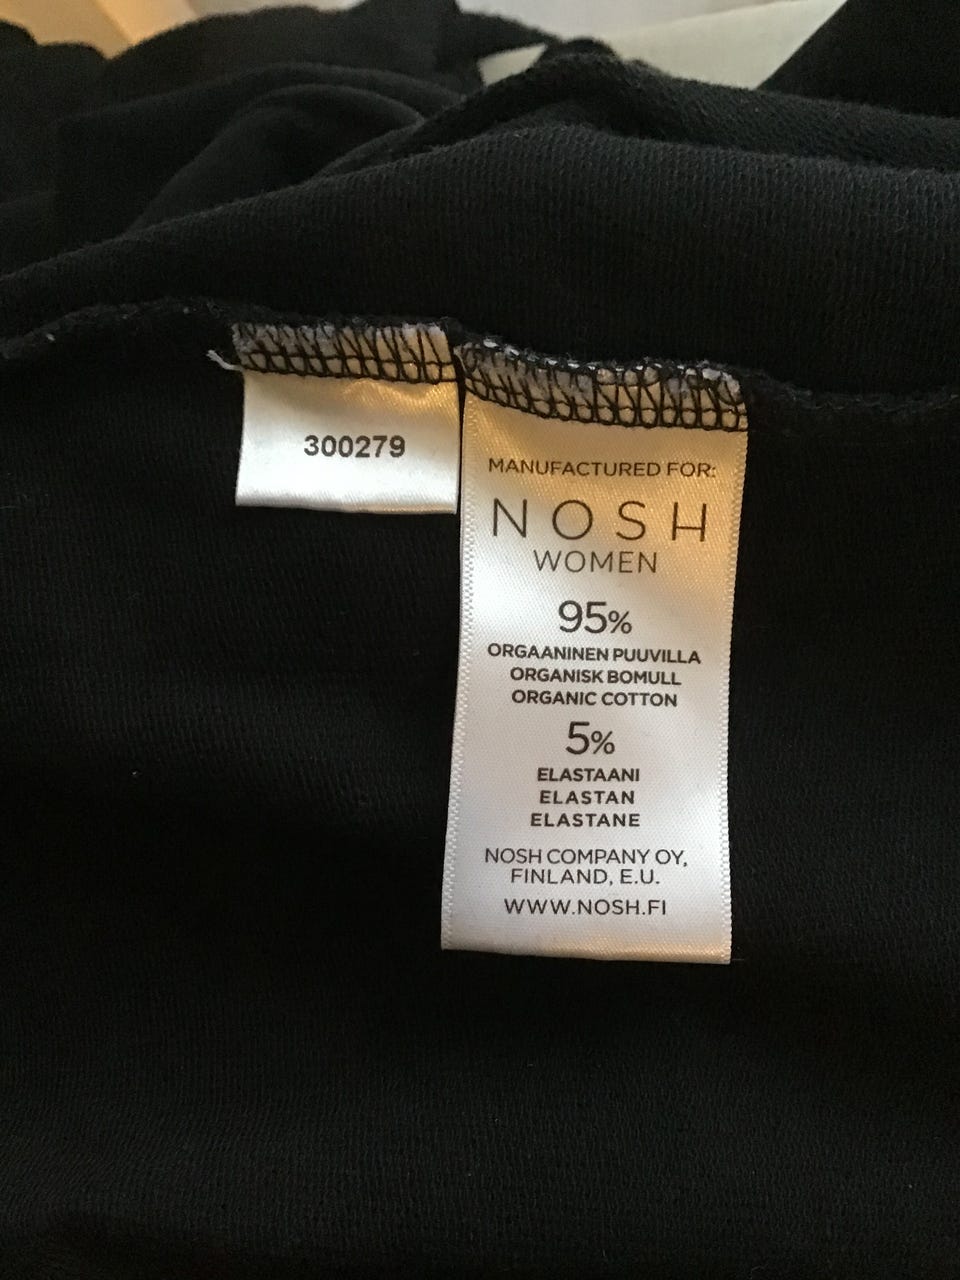 300279
MANUFACTURED FOR:
NOSH
WOMEN
95%
ORGAANINEN PUUVILLA
ORGANISK BOMULL
ORGANIC COTTON
5%
ELASTAANI
ELASTAN
ELASTANE
NOSH COMPANY OY,
FINLAND, E.U.
WWW.NOSH.FI